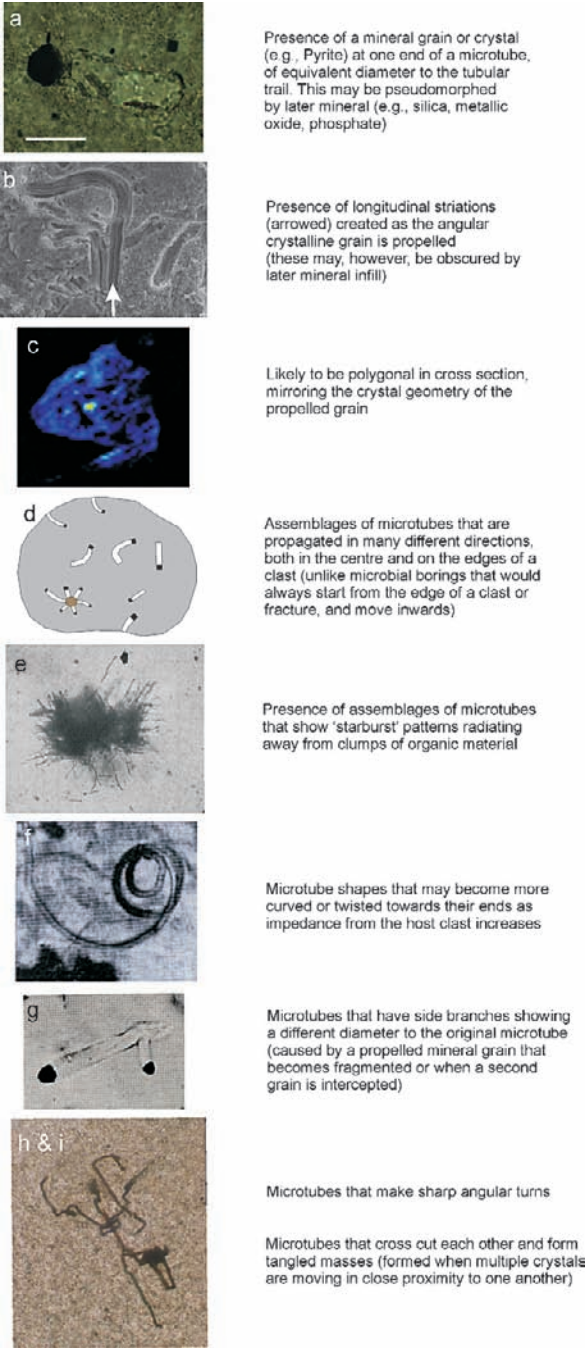 a
Presence of a mineral grain or crystal
(e.g., Pyrite) at one end of a microtube,
of equivalent diameter to the tubular
trail. This may be pseudomorphed
by later mineral (e.g., silica, metallic
oxide, phosphate)
b
Presence of longitudinal striations
(arrowed) created as the angular
crystalline grain is propelled
(these may, however, be obscured by
later mineral infill)
c
Likely to be polygonal in cross section,
mirroring the crystal geometry of the
propelled grain
d
Assemblages of microtubes that are
propagated in many different directions,
both in the centre and on the edges of a
clast (unlike microbial borings that would
always start from the edge of a clast or
fracture, and move inwards)
e
Presence of assemblages of microtubes
that show ‘starburst’ patterns radiating
away from clumps of organic material
f
Microtube shapes that may become more
curved or twisted towards their ends as
impedance from the host clast increases
g
Microtubes that have side branches showing
a different diameter to the original microtube
(caused by a propelled mineral grain that
becomes fragmented or when a second
grain is intercepted)
h & i
Microtubes that make sharp angular turns
Microtubes that cross cut each other and form
tangled masses (formed when multiple crystals
are moving in close proximity to one another)